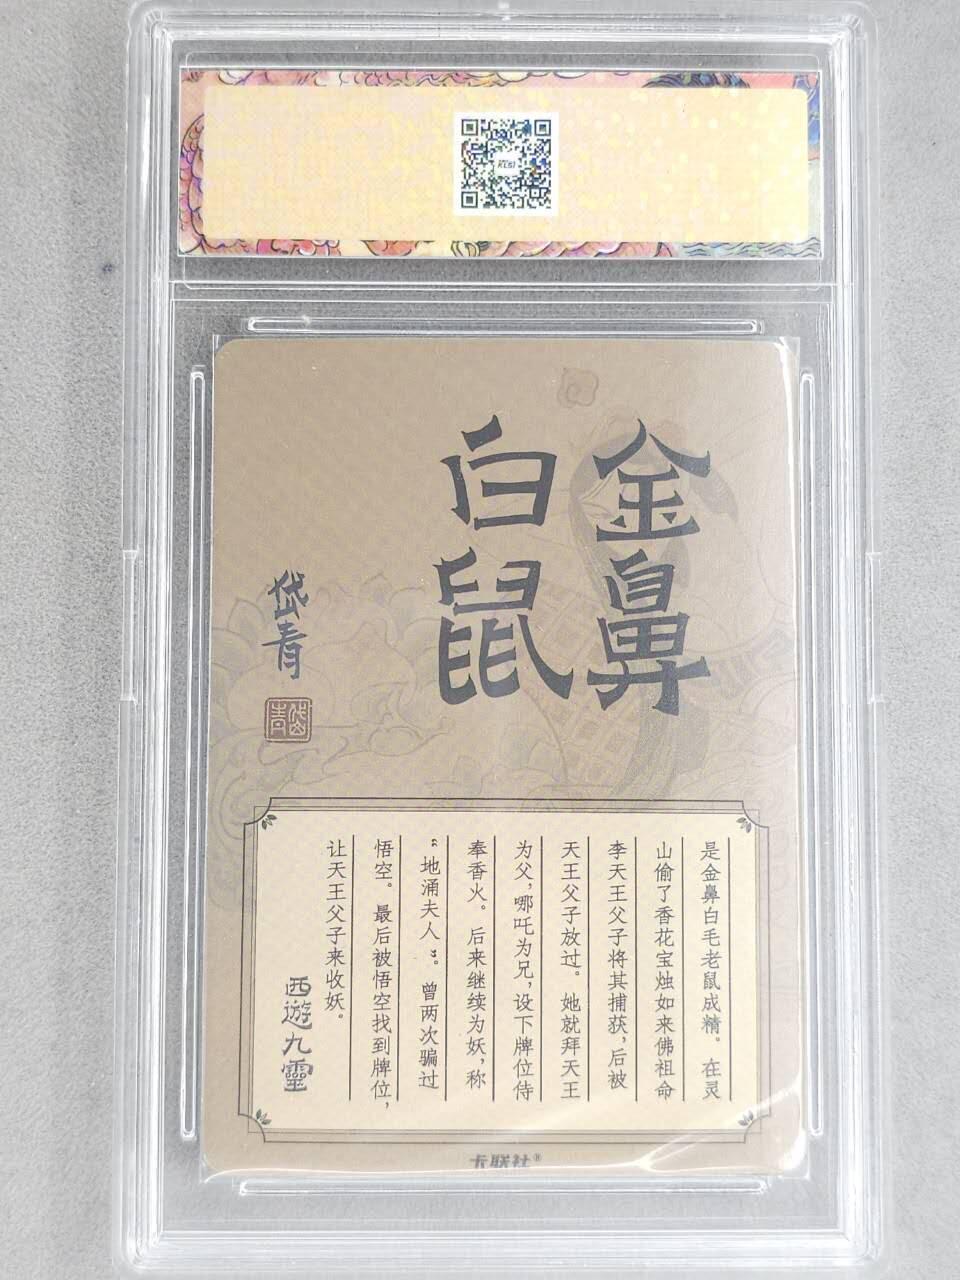 金鼻
白鼠
岱青
岱青
是金鼻白毛老鼠成精。在灵
山偷了香花宝烛如来佛祖命
李天王父子将其捕获，后被
天王父子放过。她就拜天王
为父，哪吒为兄，设下牌位侍
奉香火。后来继续为妖，称
“地涌夫人”。曾两次骗过
悟空。最后被悟空找到牌位，
让天王父子来收妖。
西遊九靈
卡联社®